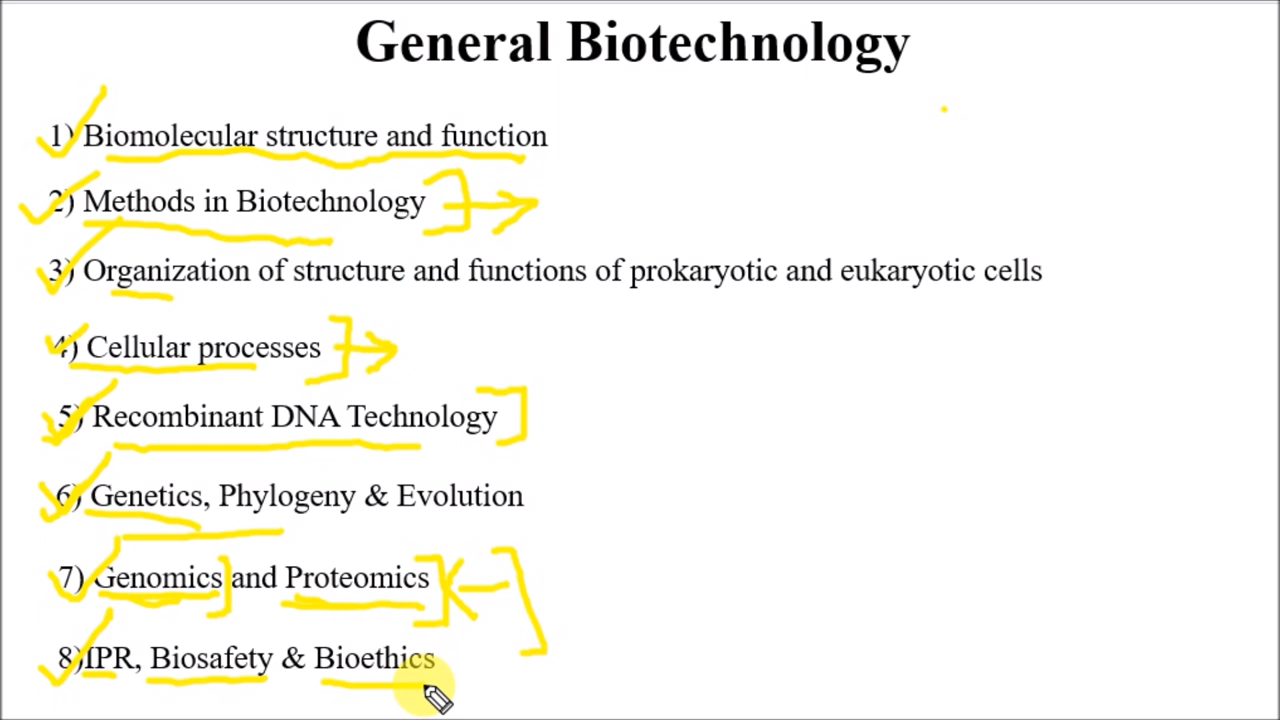 General Biotechnology
1) Biomolecular structure and function
2) Methods in Biotechnology
3) Organization of structure and functions of prokaryotic and eukaryotic cells
4) Cellular processes
5) Recombinant DNA Technology
6) Genetics, Phylogeny & Evolution
7) Genomics and Proteomics
8)IPR, Biosafety & Bioethics